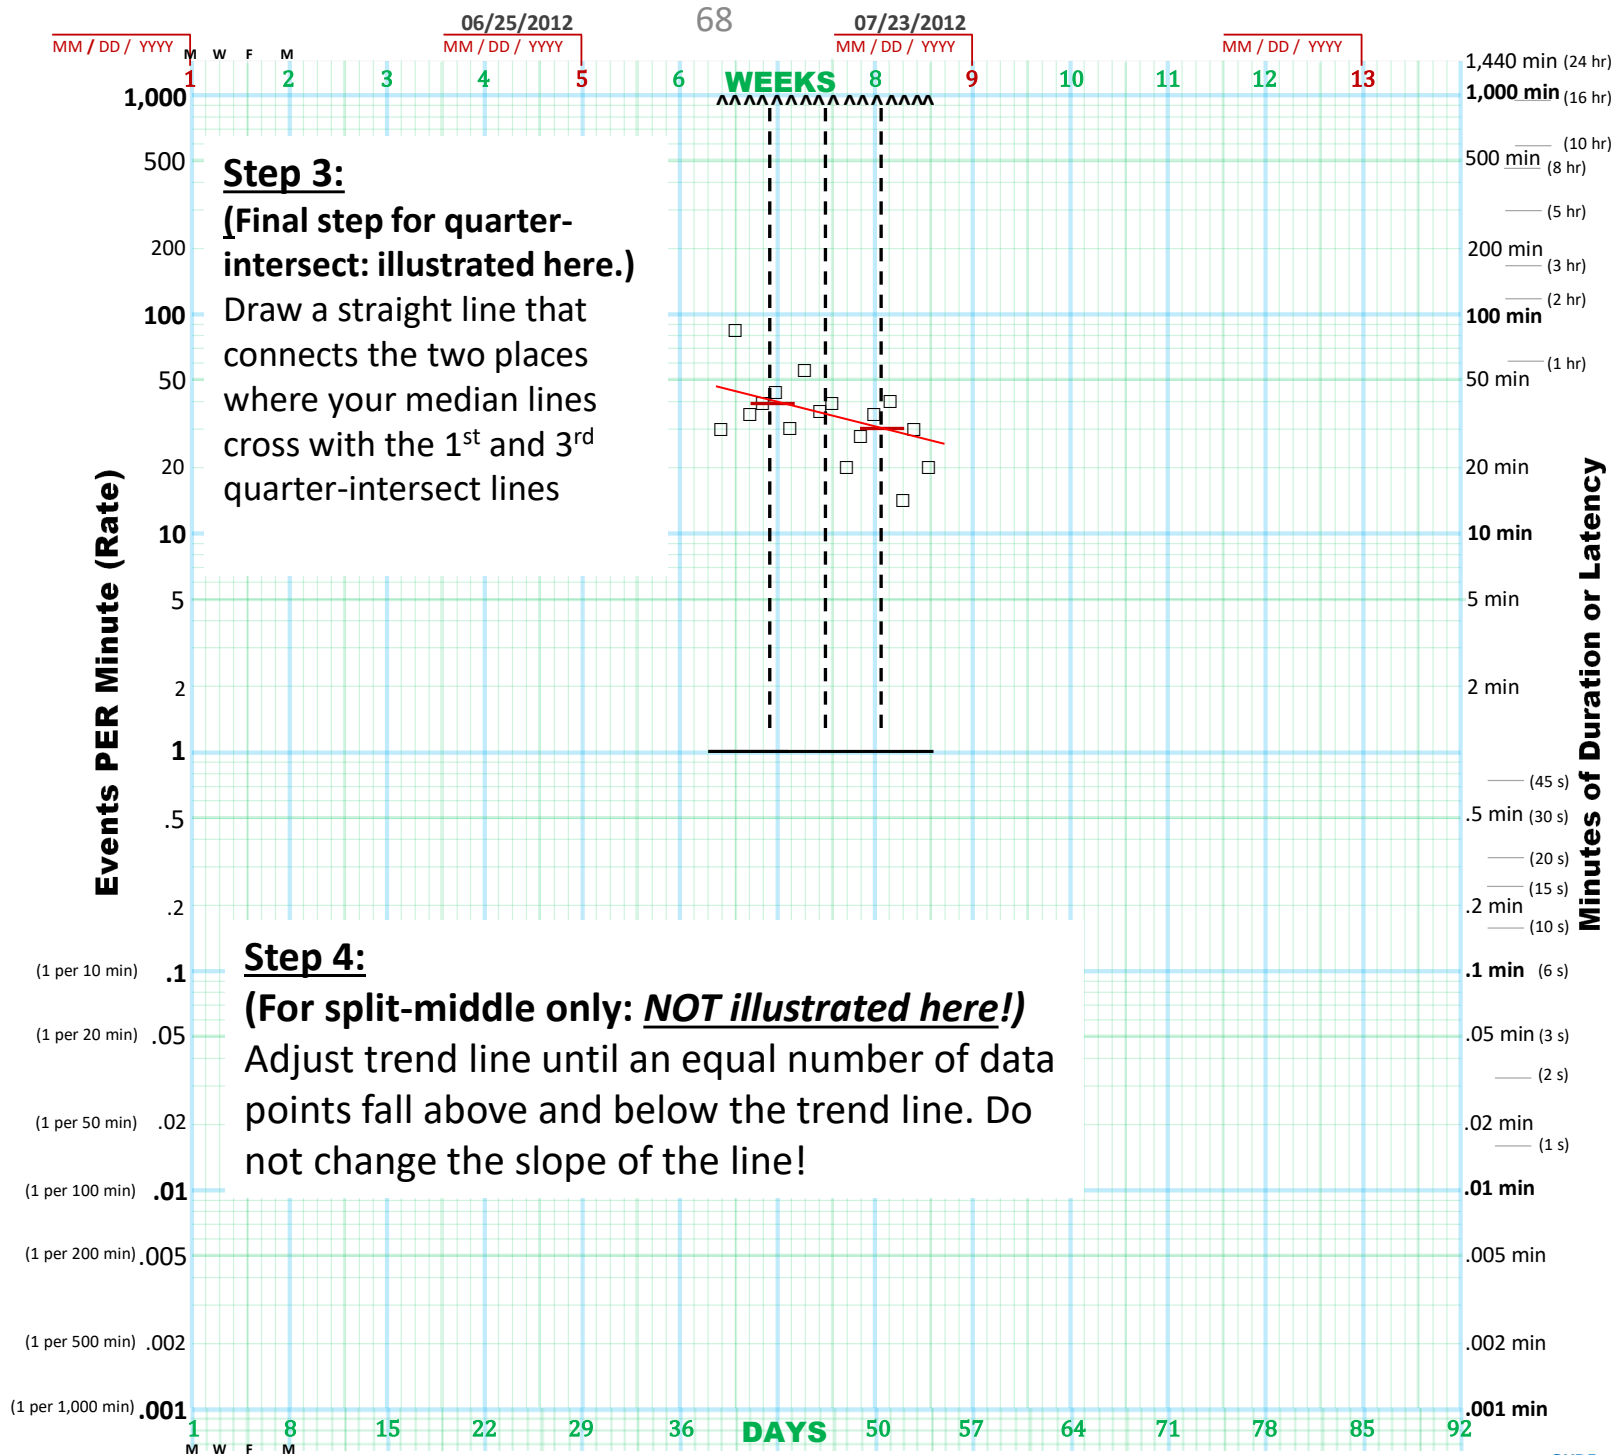 06/25/2012 68 07/23/2012
MM / DD / YYYY MM / DD / YYYY MM / DD / YYYY MM / DD / YYYY
M W F M
1 2 3 4 5 6 WEEKS 8 9 10 11 12 13
1,440 min (24 hr)
1,000 1,000 min (16 hr)
(10 hr)
500 500 min
(8 hr)
(5 hr)
200 200 min
(3 hr)
(2 hr)
100 100 min
(1 hr)
50 50 min
20 20 min
10 10 min
5 5 min
2 2 min
1
(45 s)
.5 .5 min (30 s)
(20 s)
(15 s)
.2 .2 min
(10 s)
(1 per 10 min) .1 .1 min (6 s)
(1 per 20 min) .05 .05 min (3 s)
(2 s)
(1 per 50 min) .02 .02 min
(1 s)
(1 per 100 min) .01 .01 min
(1 per 200 min) .005 .005 min
(1 per 500 min) .002 .002 min
(1 per 1,000 min) .001 .001 min
Events PER Minute (Rate)
Minutes of Duration or Latency
Step 3:
(Final step for quarter-
intersect: illustrated here.)
Draw a straight line that
connects the two places
where your median lines
cross with the 1st and 3rd
quarter-intersect lines
Step 4:
(For split-middle only: NOT illustrated here!)
Adjust trend line until an equal number of data
points fall above and below the trend line. Do
not change the slope of the line!
1 8 15 22 29 36 DAYS 50 57 64 71 78 85 92
M W F M